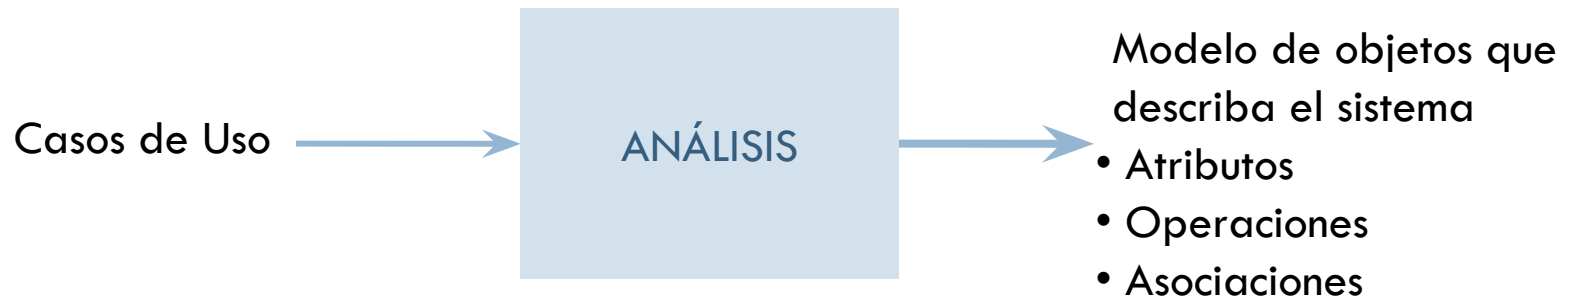 Casos de Uso
ANÁLISIS
Modelo de objetos que
describa el sistema
• Atributos
• Operaciones
• Asociaciones